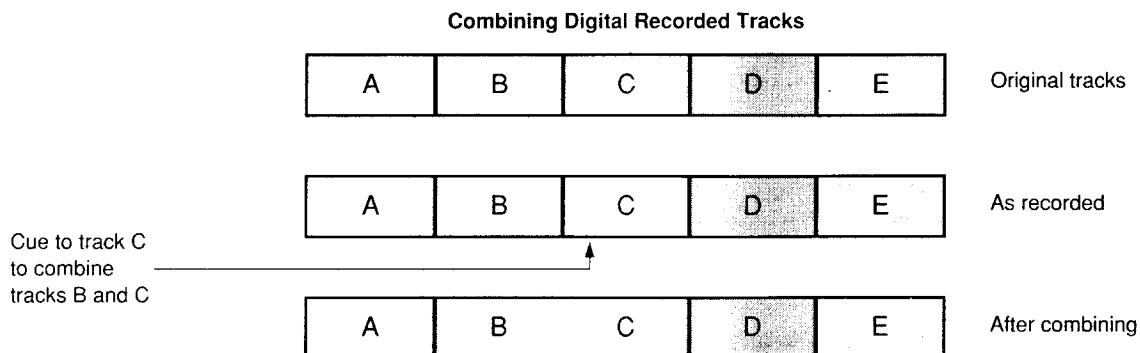 Combining Digital Recorded Tracks
A B C D E Original tracks
A B C D E As recorded
Cue to track C
to combine
tracks B and C
A B C D E After combining